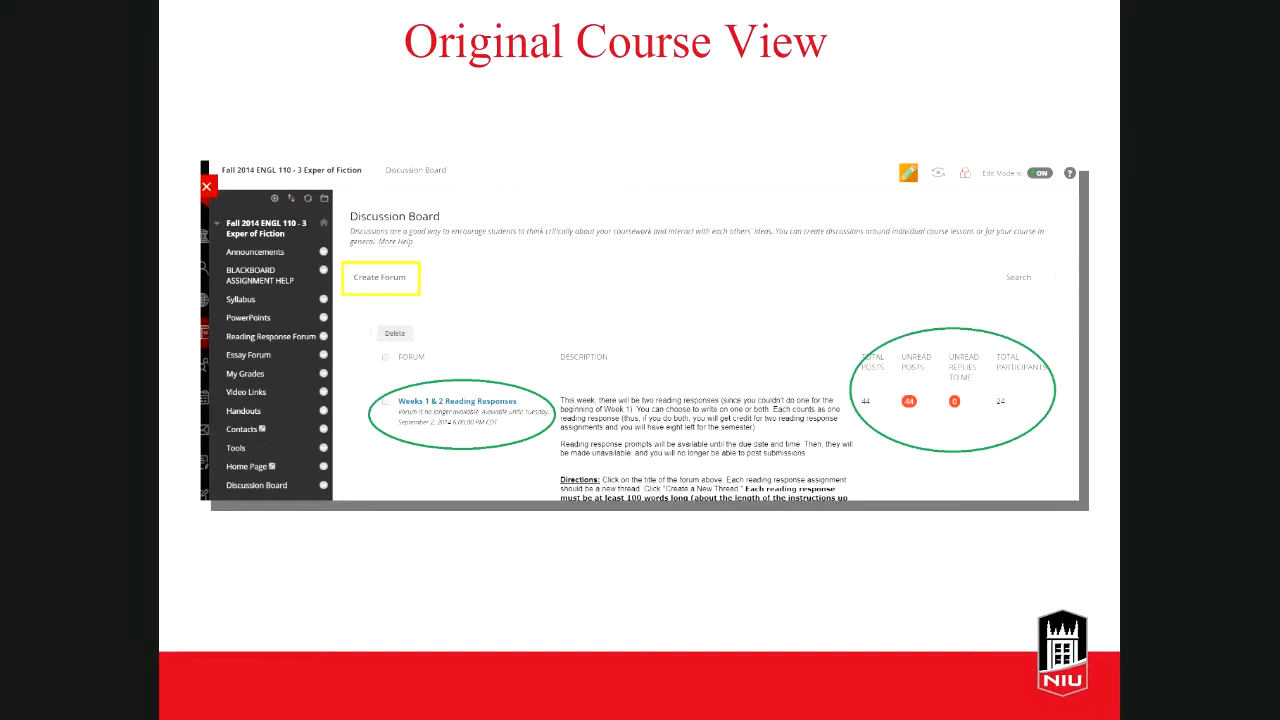 Original Course View
Fall 2014 ENGL 110 - 3 Exper of Fiction
Discussion Board
Edit Mode is:
ON
?
Fall 2014 ENGL 110 - 3
Exper of Fiction
Announcements
BLACKBOARD
ASSIGNMENT HELP
Syllabus
PowerPoints
Reading Response Forum
Essay Forum
My Grades
Video Links
Handouts
Contacts
Tools
Home Page
Discussion Board
Discussion Board
Discussions are a good way to encourage students to think critically about your coursework and interact with each others' ideas. You can create discussions around individual course lessons or for your course in
general. More Help
Create Forum
Search
Delete
FORUM
DESCRIPTION
TOTAL
POSTS
UNREAD
POSTS
UNREAD
REPLIES
TO ME
TOTAL
PARTICIPANTS
Weeks 1 & 2 Reading Responses
Forum is no longer available. Available until: Tuesday,
September 2, 2014 6:00:00 PM CDT
This week, there will be two reading responses (since you couldn't do one for the
beginning of Week 1). You can choose to write on one or both. Each counts as one
reading response (thus, if you do both, you will get credit for two reading response
assignments and you will have eight left for the semester)
Reading response prompts will be available until the due date and time. Then, they will
be made unavailable, and you will no longer be able to post submissions
Directions: Click on the title of the forum above. Each reading response assignment
should be a new thread. Click "Create a New Thread." Each reading response
must be at least 100 words long (about the length of the instructions up
44
44
0
24
NIU